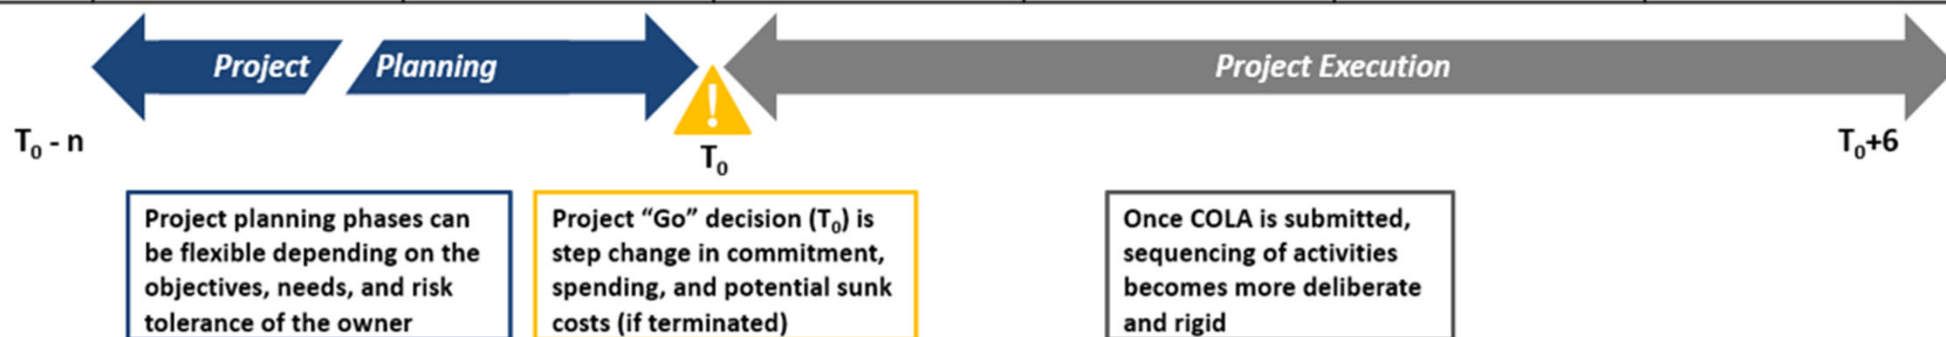 Project Planning
Project Execution
!
T₀ - n
T₀
T₀+6
Project planning phases can
be flexible depending on the
objectives, needs, and risk
tolerance of the owner
Project “Go” decision (T₀) is
step change in commitment,
spending, and potential sunk
costs (if terminated)
Once COLA is submitted,
sequencing of activities
becomes more deliberate
and rigid